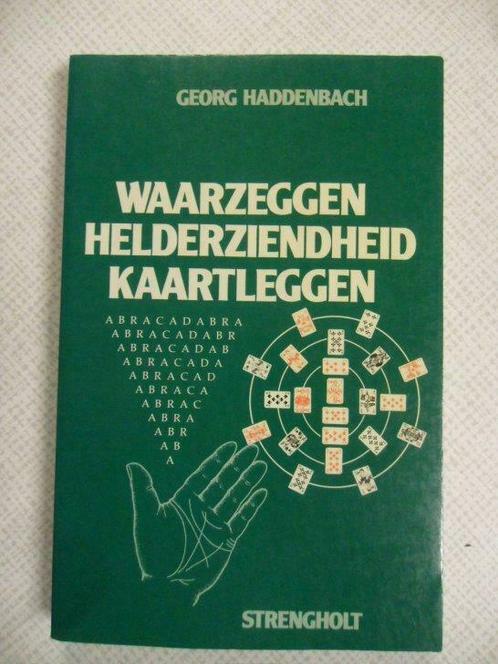 GEORG HADDENBACH
WAARZEGGEN
HELDERZIENDHEID
KAARTLEGGEN
ABRACADABRA
ABRACADABR
ABRACADAB
ABRACADA
ABRACAD
ABRACA
ABRAC
ABRA
ABR
AB
A
STRENGHOLT